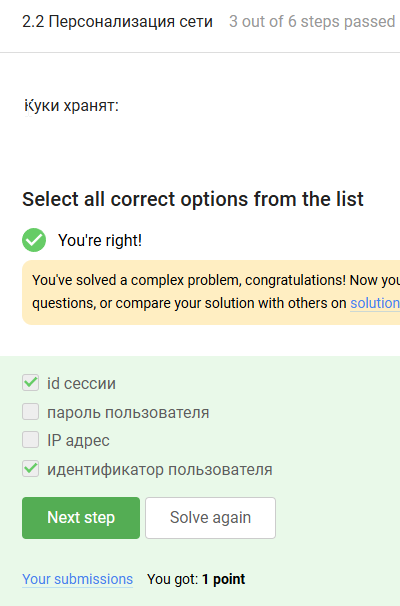 2.2 Персонализация сети 3 out of 6 steps passed
Куки хранят:
Select all correct options from the list
You're right!
You've solved a complex problem, congratulations! Now you
questions, or compare your solution with others on solution
id сессии
пароль пользователя
IP адрес
идентификатор пользователя
Next step Solve again
Your submissions You got: 1 point